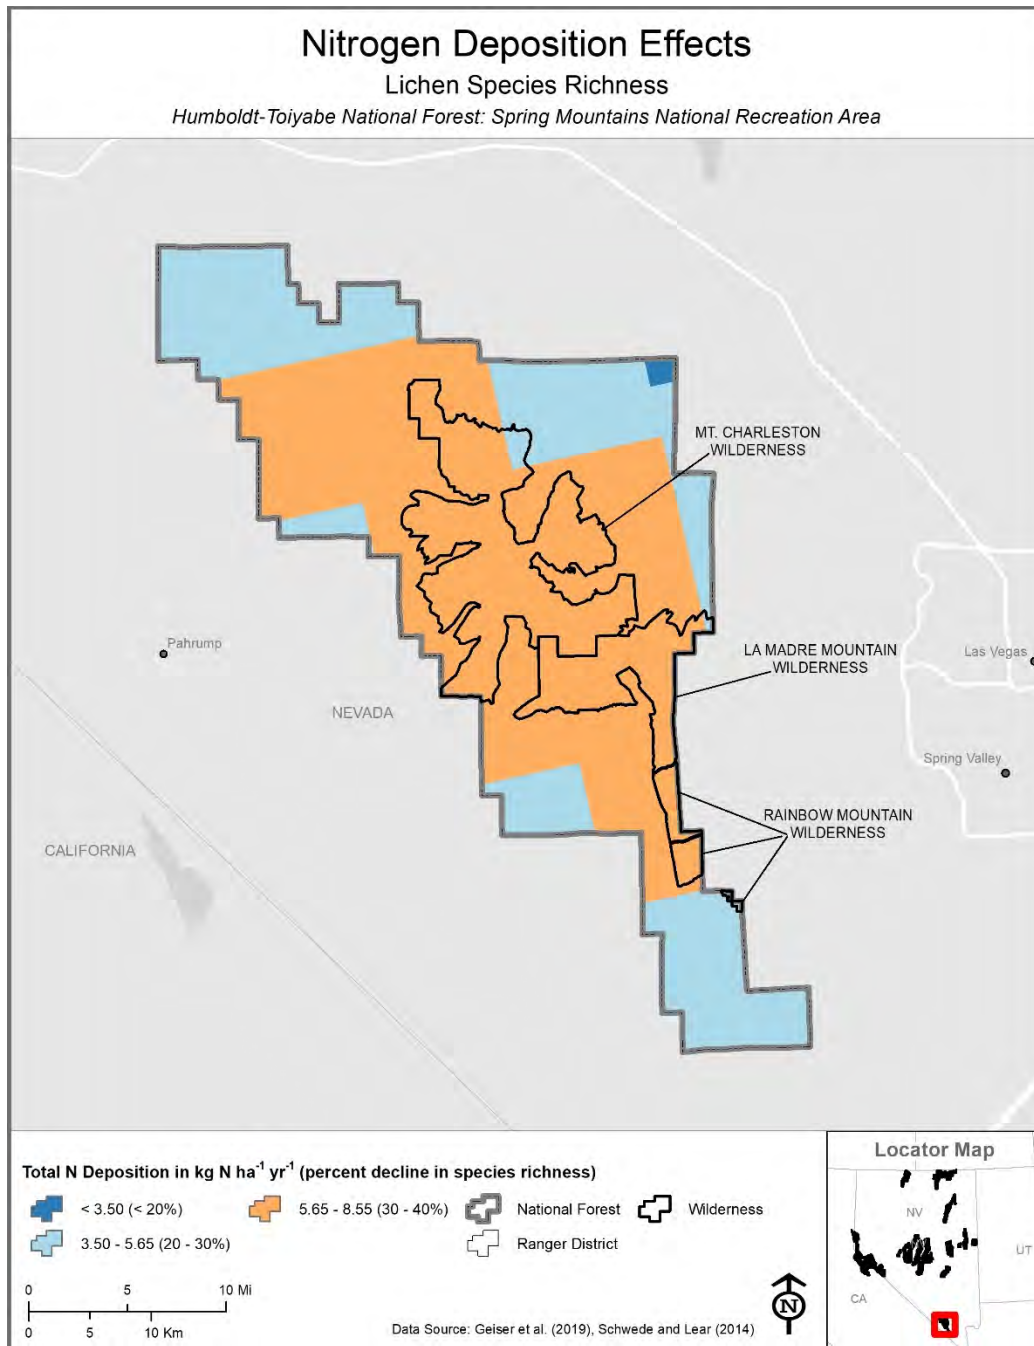 Nitrogen Deposition Effects
Lichen Species Richness
Humboldt-Toiyabe National Forest: Spring Mountains National Recreation Area
MT. CHARLESTON
WILDERNESS
Pahrump
LA MADRE MOUNTAIN
WILDERNESS
Las Vegas
NEVADA
Spring Valley
RAINBOW MOUNTAIN
WILDERNESS
CALIFORNIA
Total N Deposition in kg N ha⁻¹ yr⁻¹ (percent decline in species richness)
< 3.50 (< 20%)
5.65 - 8.55 (30 - 40%)
National Forest
Wilderness
3.50 - 5.65 (20 - 30%)
Ranger District
0 5 10 Mi
0 5 10 Km
N
Data Source: Geiser et al. (2019), Schwede and Lear (2014)
Locator Map
NV
UT
CA